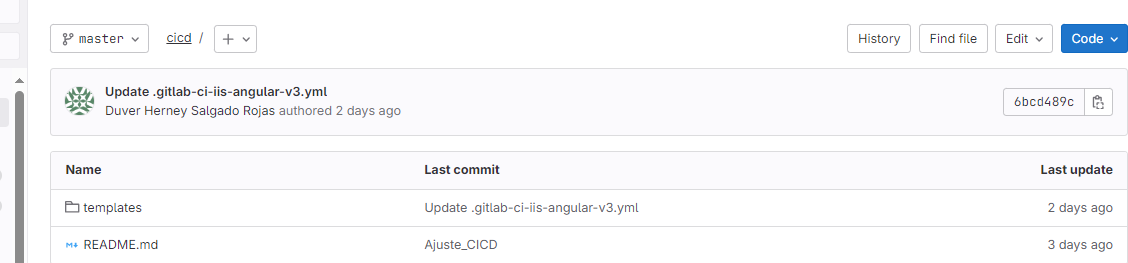 master cicd / + History Find file Edit Code
Update .gitlab-ci-iis-angular-v3.yml
Duver Herney Salgado Rojas authored 2 days ago 6bcd489c
Name Last commit Last update
templates Update .gitlab-ci-iis-angular-v3.yml 2 days ago
README.md Ajuste_CICD 3 days ago